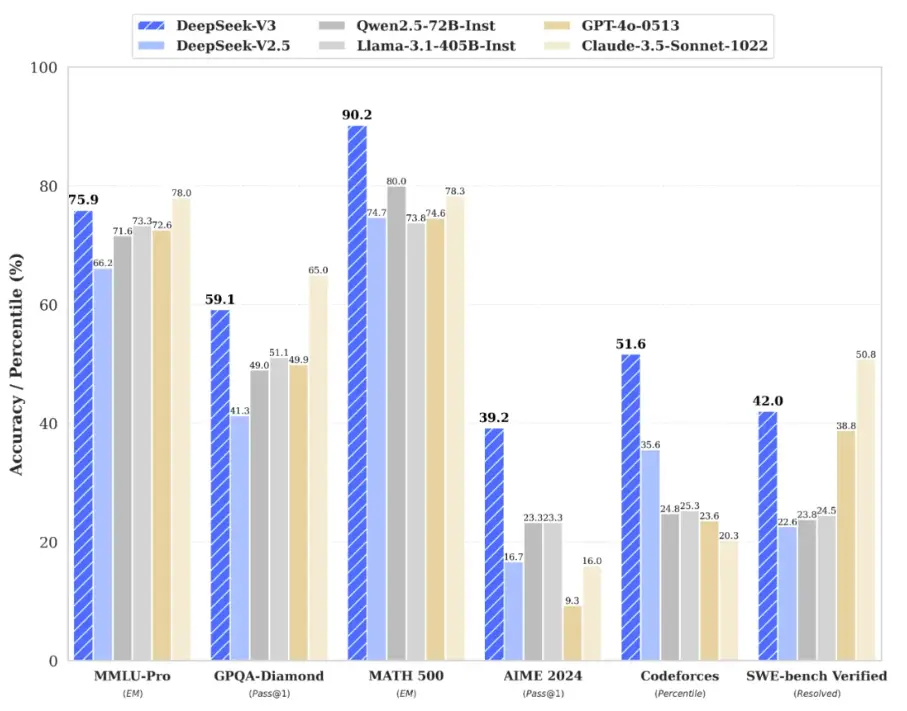 DeepSeek-V3 Qwen2.5-72B-Inst GPT-4o-0513
DeepSeek-V2.5 Llama-3.1-405B-Inst Claude-3.5-Sonnet-1022
Accuracy / Percentile (%)
100
80
60
40
20
0
75.9 66.2 71.6 73.3 72.6 78.0
59.1 41.3 49.0 51.1 49.9 65.0
90.2 74.7 80.0 73.8 74.6 78.3
39.2 16.7 23.3 23.3 9.3 16.0
51.6 35.6 24.8 25.3 23.6 20.3
42.0 22.6 23.8 24.5 38.8 50.8
MMLU-Pro GPQA-Diamond MATH 500 AIME 2024 Codeforces SWE-bench Verified
(EM) (Pass@1) (EM) (Pass@1) (Percentile) (Resolved)